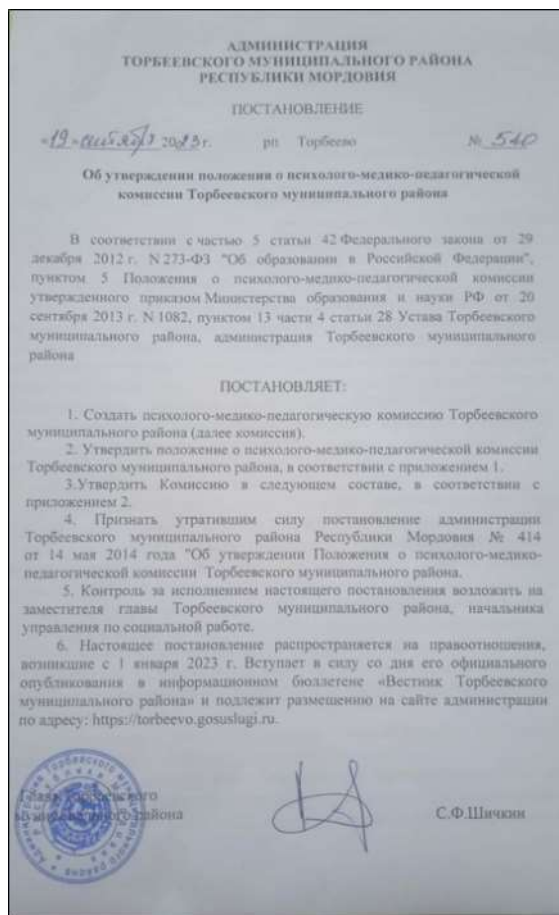 АДМИНИСТРАЦИЯ
ТОРБЕЕВСКОГО МУНИЦИПАЛЬНОГО РАЙОНА
РЕСПУБЛИКИ МОРДОВИЯ
ПОСТАНОВЛЕНИЕ
«19» сентября 2023 г. рп Торбеево № 540
Об утверждении положения о психолого-медико-педагогической
комиссии Торбеевского муниципального района
В соответствии с частью 5 статьи 42 Федерального закона от 29
декабря 2012 г. N 273-ФЗ "Об образовании в Российской Федерации",
пунктом 5 Положения о психолого-медико-педагогической комиссии
утвержденного приказом Министерства образования и науки РФ от 20
сентября 2013 г. N 1082, пунктом 13 части 4 статьи 28 Устава Торбеевского
муниципального района, администрация Торбеевского муниципального
района
ПОСТАНОВЛЯЕТ:
1. Создать психолого-медико-педагогическую комиссию Торбеевского
муниципального района (далее комиссия).
2. Утвердить положение о психолого-медико-педагогической комиссии
Торбеевского муниципального района, в соответствии с приложением 1.
3.Утвердить Комиссию в следующем составе, в соответствии с
приложением 2.
4. Признать утратившим силу постановление администрации
Торбеевского муниципального района Республики Мордовия № 414
от 14 мая 2014 года "Об утверждении Положения о психолого-медико-
педагогической комиссии Торбеевского муниципального района.
5. Контроль за исполнением настоящего постановления возложить на
заместителя главы Торбеевского муниципального района, начальника
управления по социальной работе.
6. Настоящее постановление распространяется на правоотношения,
возникшие с 1 января 2023 г. Вступает в силу со дня его официального
опубликования в информационном бюллетене «Вестник Торбеевского
муниципального района» и подлежит размещению на сайте администрации
по адресу: https://torbeevo.gosuslugi.ru.
Глава Торбеевского
муниципального района С.Ф.Шичкин